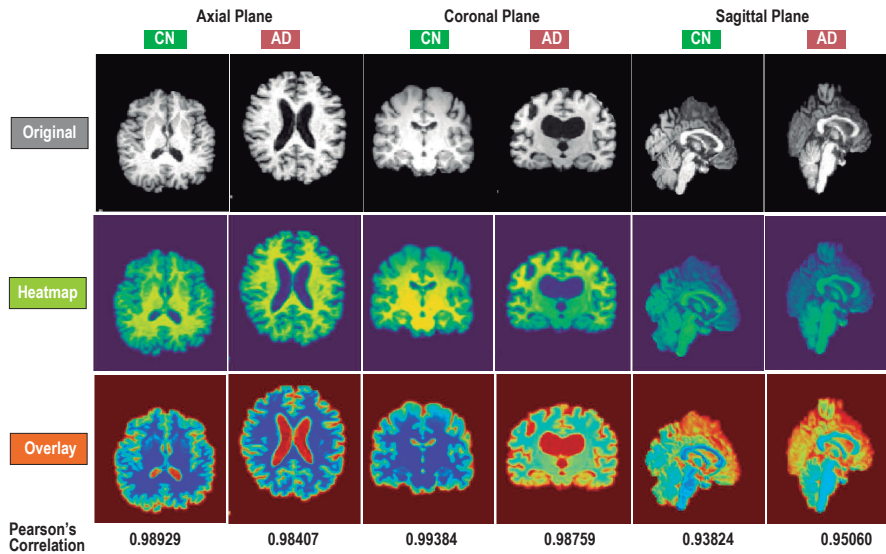 Axial Plane Coronal Plane Sagittal Plane
CN AD CN AD CN AD
Original
Heatmap
Overlay
Pearson's
Correlation 0.98929 0.98407 0.99384 0.98759 0.93824 0.95060